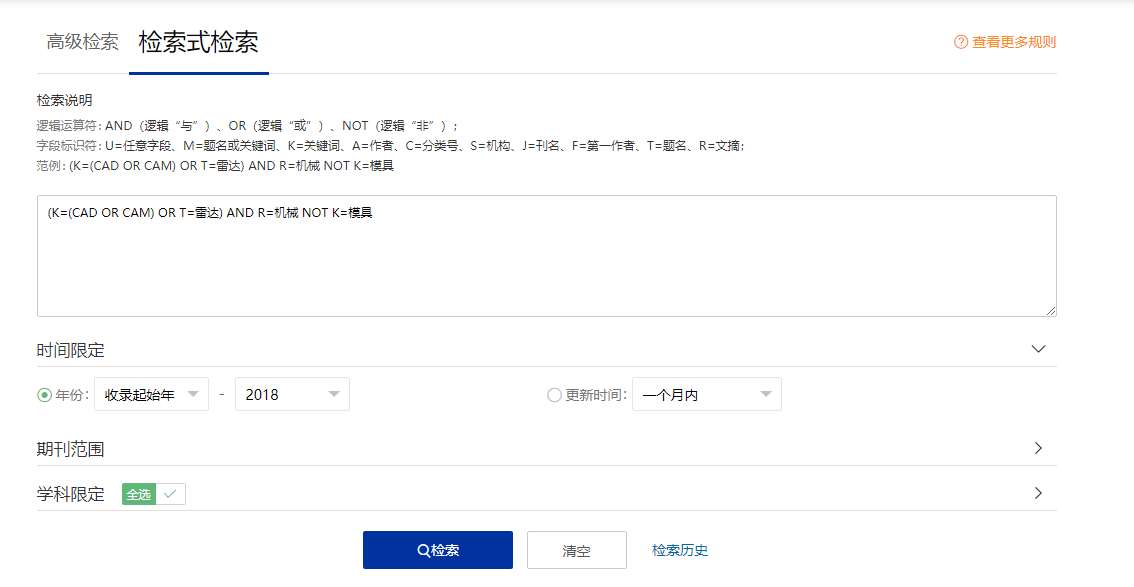 高级检索 检索式检索 查看更多规则
检索说明
逻辑运算符：AND（逻辑“与”）、OR（逻辑“或”）、NOT（逻辑“非”）；
字段标识符：U=任意字段、M=题名或关键词、K=关键词、A=作者、C=分类号、S=机构、J=刊名、F=第一作者、T=题名、R=文摘；
范例：(K=(CAD OR CAM) OR T=雷达) AND R=机械 NOT K=模具
(K=(CAD OR CAM) OR T=雷达) AND R=机械 NOT K=模具
时间限定
年份： 收录起始年 - 2018 更新时间： 一个月内
期刊范围
学科限定 全选
检索 清空 检索历史